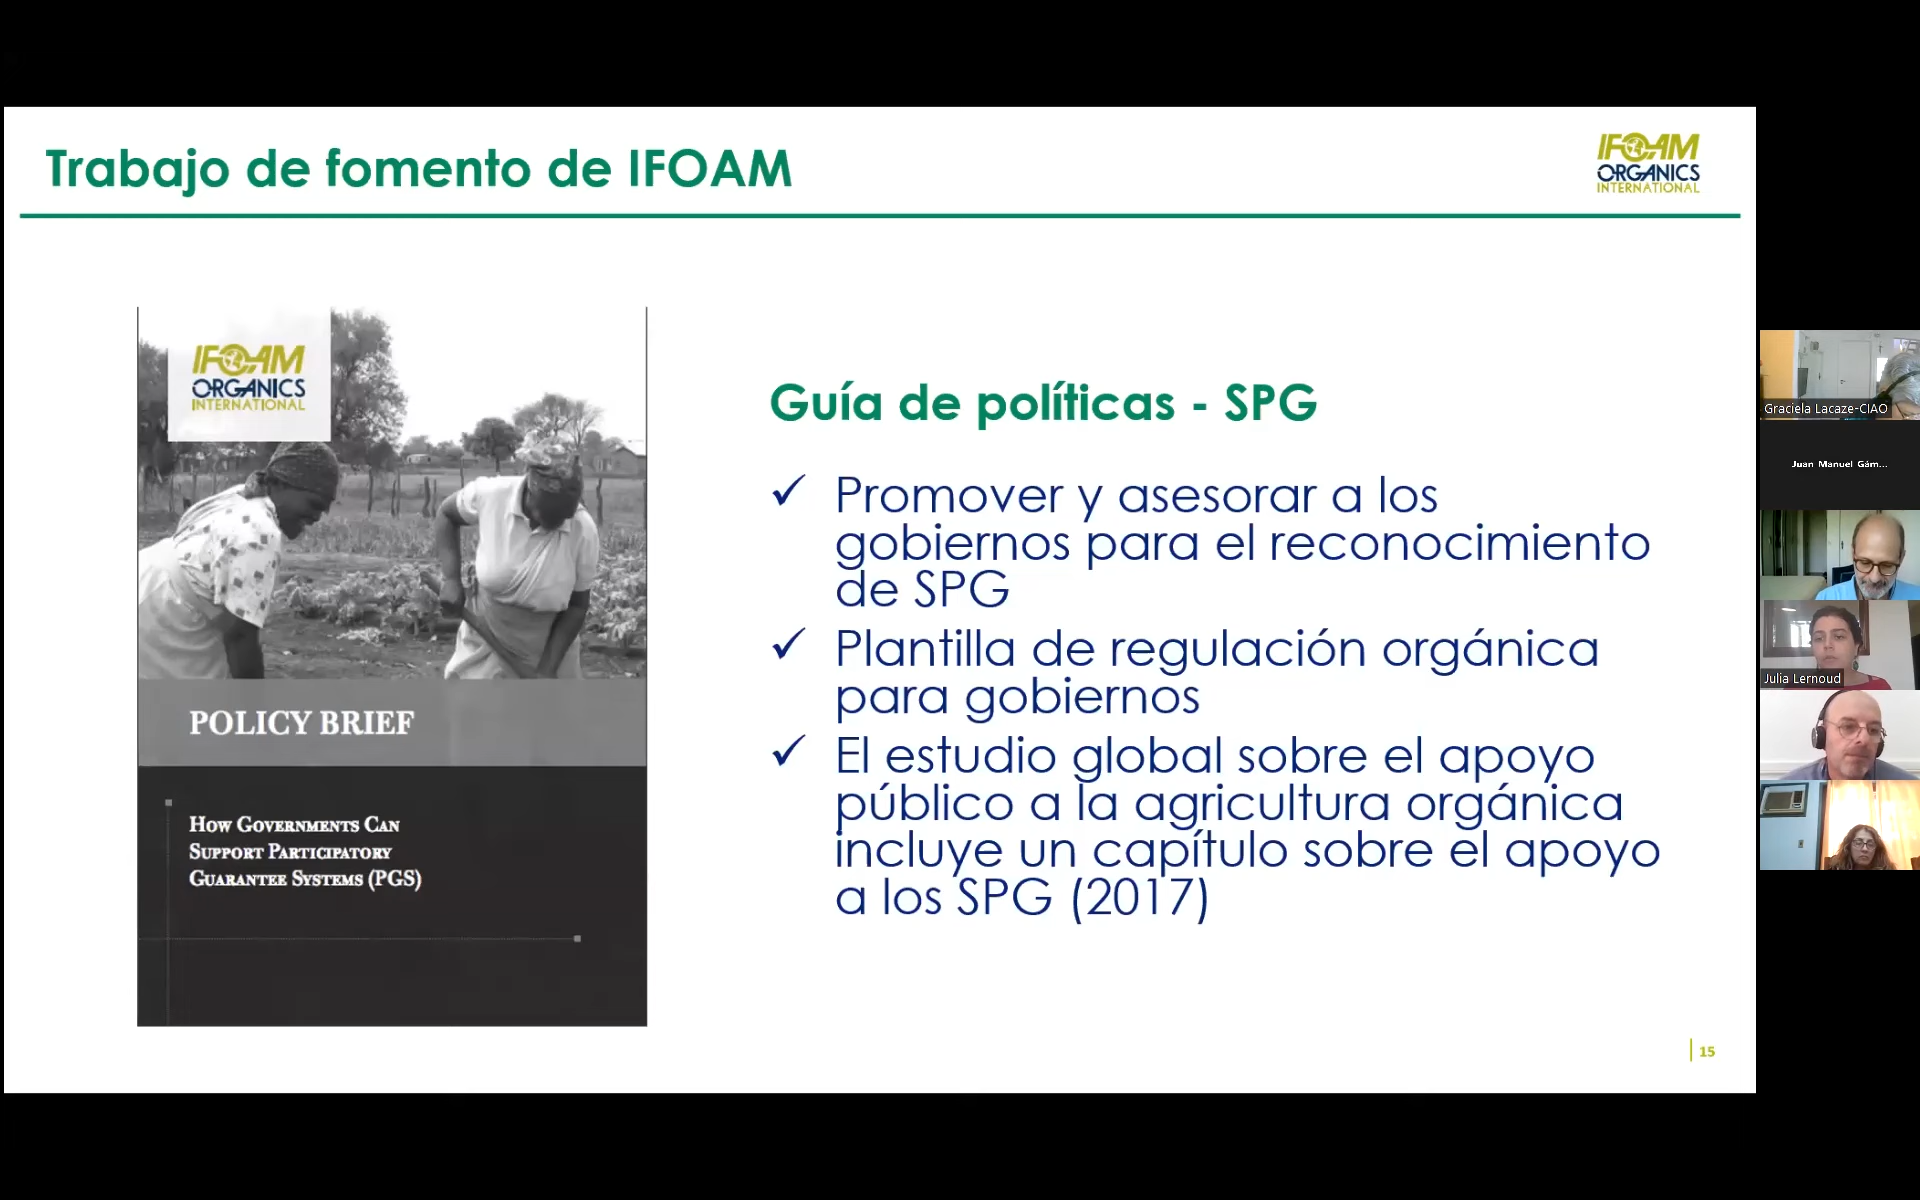 Trabajo de fomento de IFOAM
IFOAM
ORGANICS
INTERNATIONAL
IFOAM
ORGANICS
INTERNATIONAL
POLICY BRIEF
HOW GOVERNMENTS CAN
SUPPORT PARTICIPATORY
GUARANTEE SYSTEMS (PGS)
Guía de políticas - SPG
✓ Promover y asesorar a los
gobiernos para el reconocimiento
de SPG
✓ Plantilla de regulación orgánica
para gobiernos
✓ El estudio global sobre el apoyo
público a la agricultura orgánica
incluye un capítulo sobre el apoyo
a los SPG (2017)
15
Graciela Lacaze-CIAO
Juan Manuel Gám...
Julia Lernoud